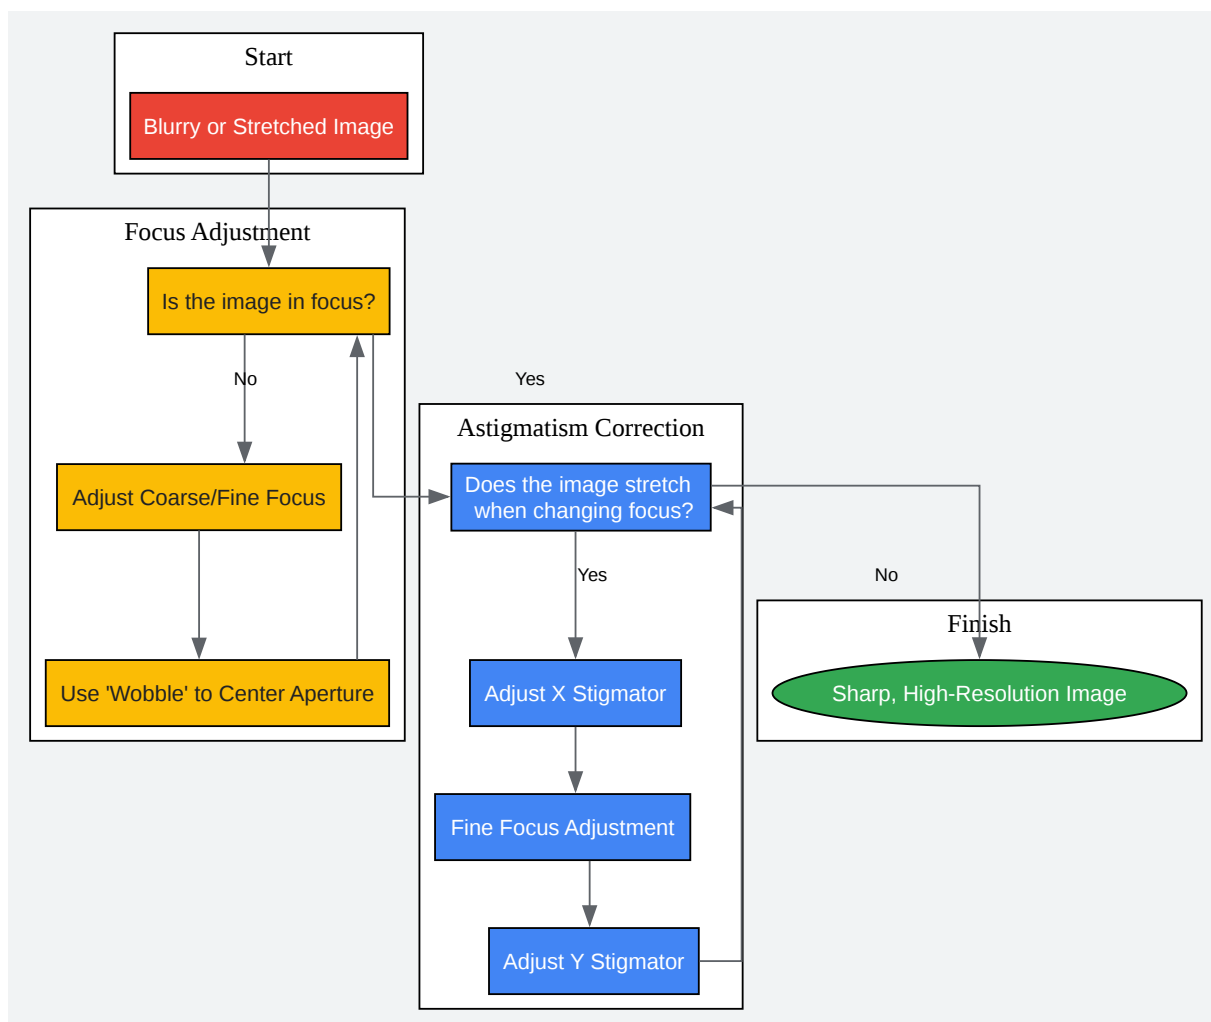 Start
Blurry or Stretched Image
Focus Adjustment
Is the image in focus?
No
Yes
Adjust Coarse/Fine Focus
Use 'Wobble' to Center Aperture
Astigmatism Correction
Does the image stretch
when changing focus?
Yes
No
Adjust X Stigmator
Fine Focus Adjustment
Adjust Y Stigmator
Finish
Sharp, High-Resolution Image